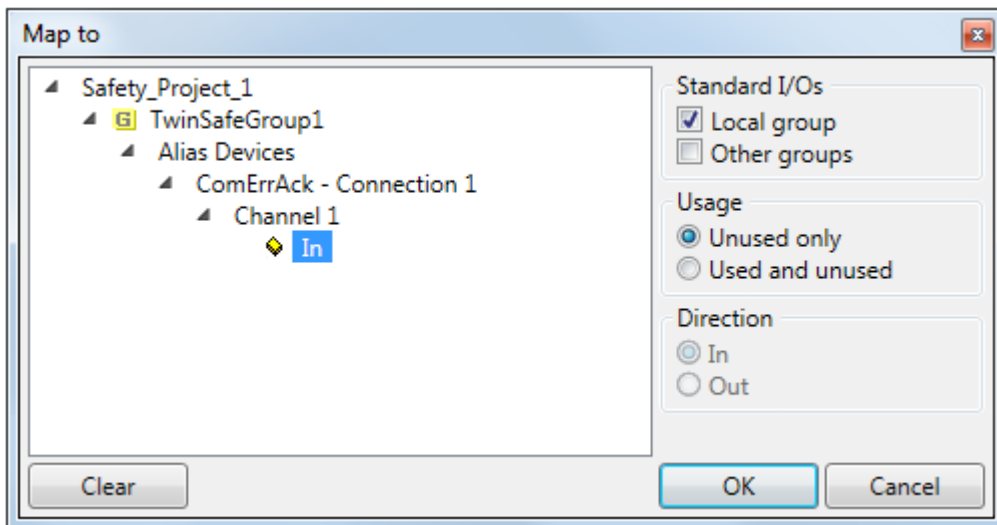 Map to
Safety_Project_1
G TwinSafeGroup1
Alias Devices
ComErrAck - Connection 1
Channel 1
In
Standard I/Os
Local group
Other groups
Usage
Unused only
Used and unused
Direction
In
Out
Clear
OK
Cancel